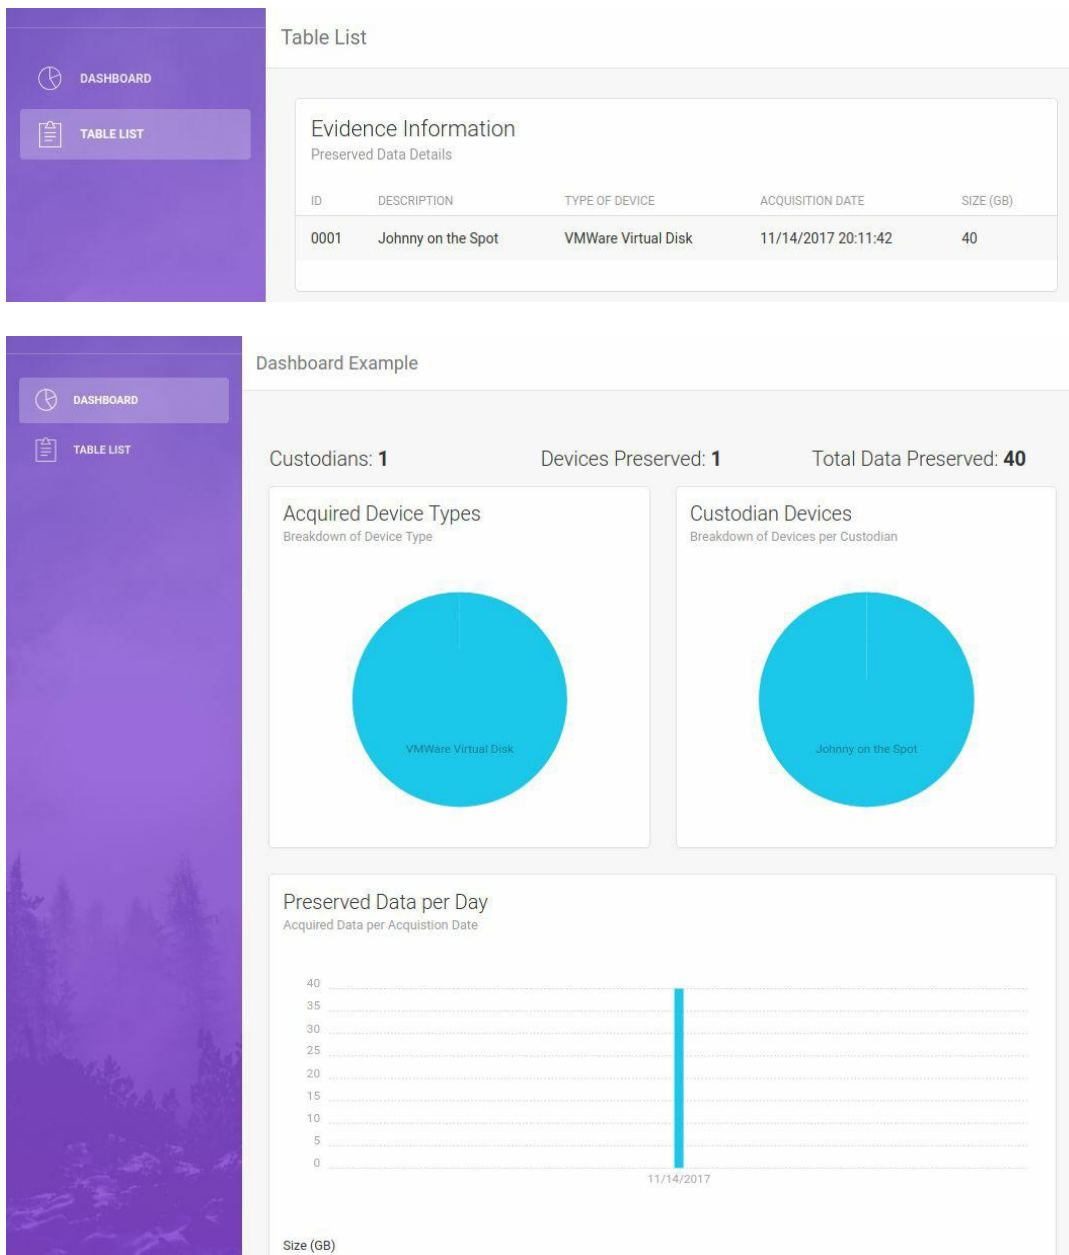 Table List
DASHBOARD
TABLE LIST
Evidence Information
Preserved Data Details
ID DESCRIPTION TYPE OF DEVICE ACQUISITION DATE SIZE (GB)
0001 Johnny on the Spot VMWare Virtual Disk 11/14/2017 20:11:42 40
Dashboard Example
DASHBOARD
TABLE LIST
Custodians: 1 Devices Preserved: 1 Total Data Preserved: 40
Acquired Device Types
Breakdown of Device Type
VMWare Virtual Disk
Custodian Devices
Breakdown of Devices per Custodian
Johnny on the Spot
Preserved Data per Day
Acquired Data per Acquistion Date
40
35
30
25
20
15
10
5
0
11/14/2017
Size (GB)